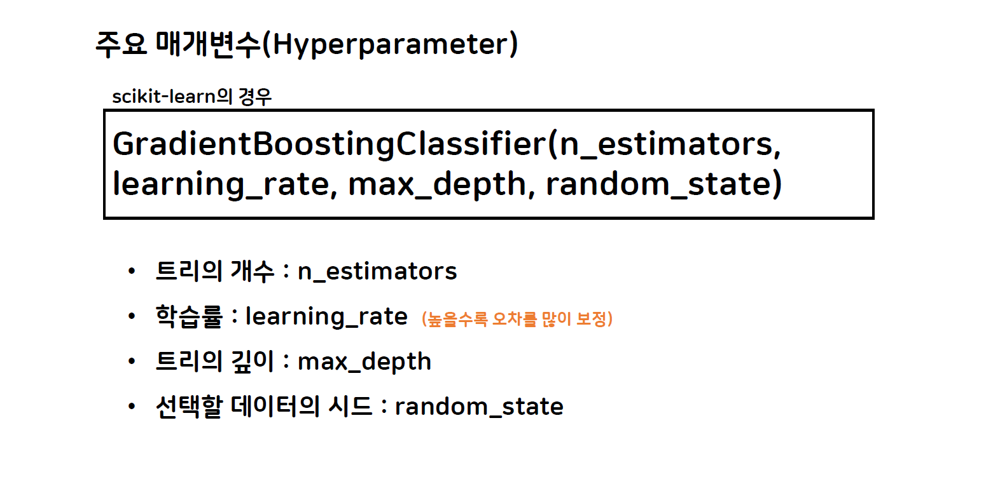 주요 매개변수(Hyperparameter)
scikit-learn의 경우
GradientBoostingClassifier(n_estimators,
learning_rate, max_depth, random_state)
• 트리의 개수 : n_estimators
• 학습률 : learning_rate (높을수록 오차를 많이 보정)
• 트리의 깊이 : max_depth
• 선택할 데이터의 시드 : random_state